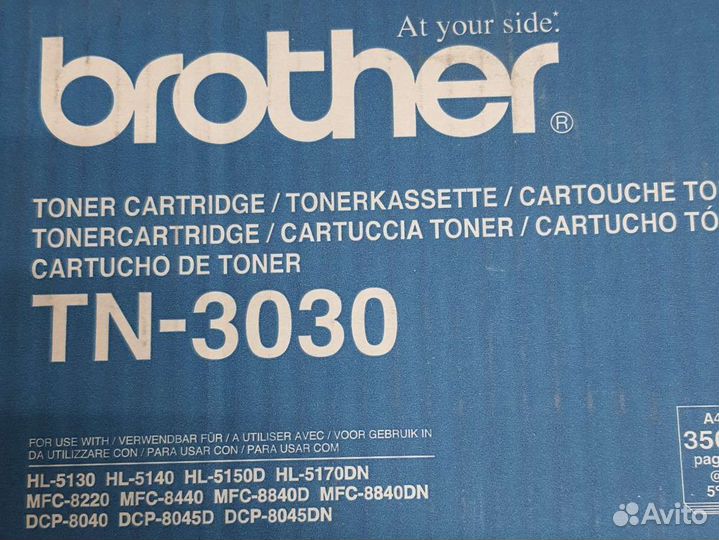 At your side.
brother
®
TONER CARTRIDGE / TONERKASSETTE / CARTOUCHE
TONERCARTRIDGE / CARTUCCIA TONER / CARTUCHO
CARTUCHO DE TONER
TN-3030
FOR USE WITH / VERWENDBAR FÜR / A UTILISER AVEC / VOOR GEBRUIK IN
DA UTILIZZARE CON / PARA USAR CON / PARA USAR COM
HL-5130 HL-5140 HL-5150D HL-5170DN
MFC-8220 MFC-8440 MFC-8840D MFC-8840DN
DCP-8040 DCP-8045D DCP-8045DN
@
Avito